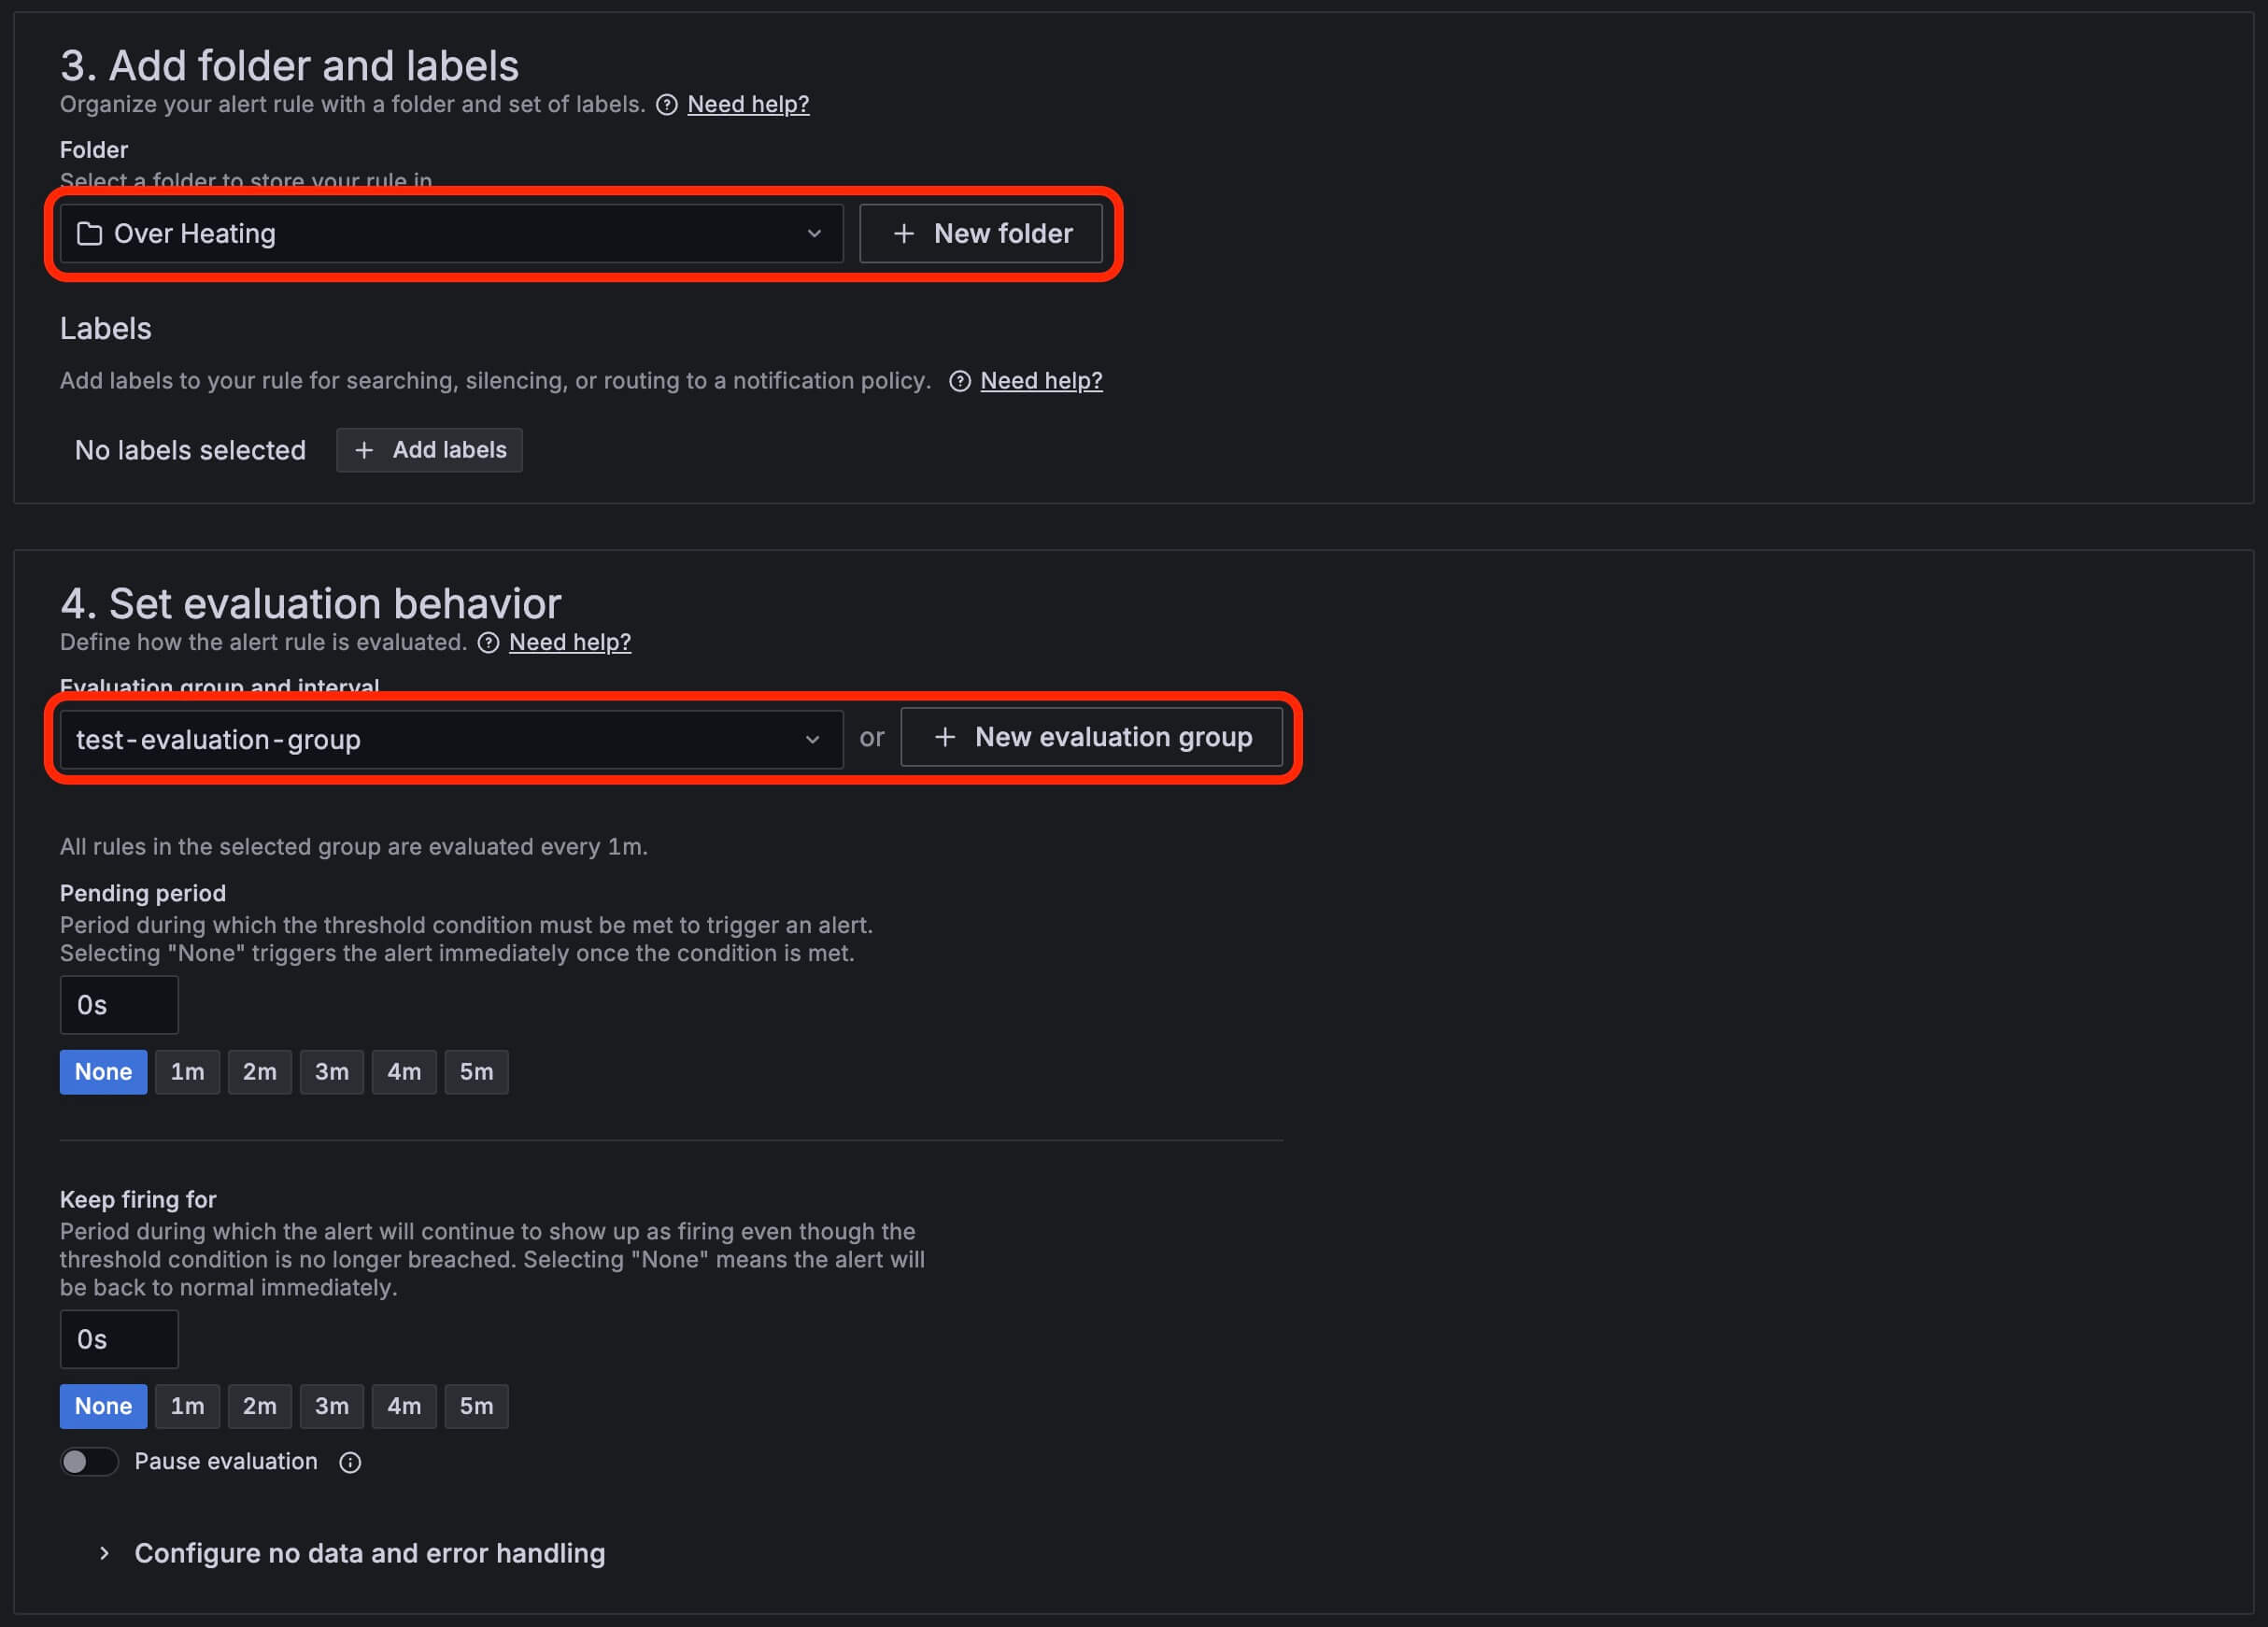 3. Add folder and labels
Organize your alert rule with a folder and set of labels. Need help?
Folder
Select a folder to store your rule in
Over Heating
+ New folder
Labels
Add labels to your rule for searching, silencing, or routing to a notification policy. Need help?
No labels selected + Add labels
4. Set evaluation behavior
Define how the alert rule is evaluated. Need help?
Evaluation group and interval
test-evaluation-group or + New evaluation group
All rules in the selected group are evaluated every 1m.
Pending period
Period during which the threshold condition must be met to trigger an alert.
Selecting "None" triggers the alert immediately once the condition is met.
0s
None 1m 2m 3m 4m 5m
Keep firing for
Period during which the alert will continue to show up as firing even though the
threshold condition is no longer breached. Selecting "None" means the alert will
be back to normal immediately.
0s
None 1m 2m 3m 4m 5m
Pause evaluation
Configure no data and error handling